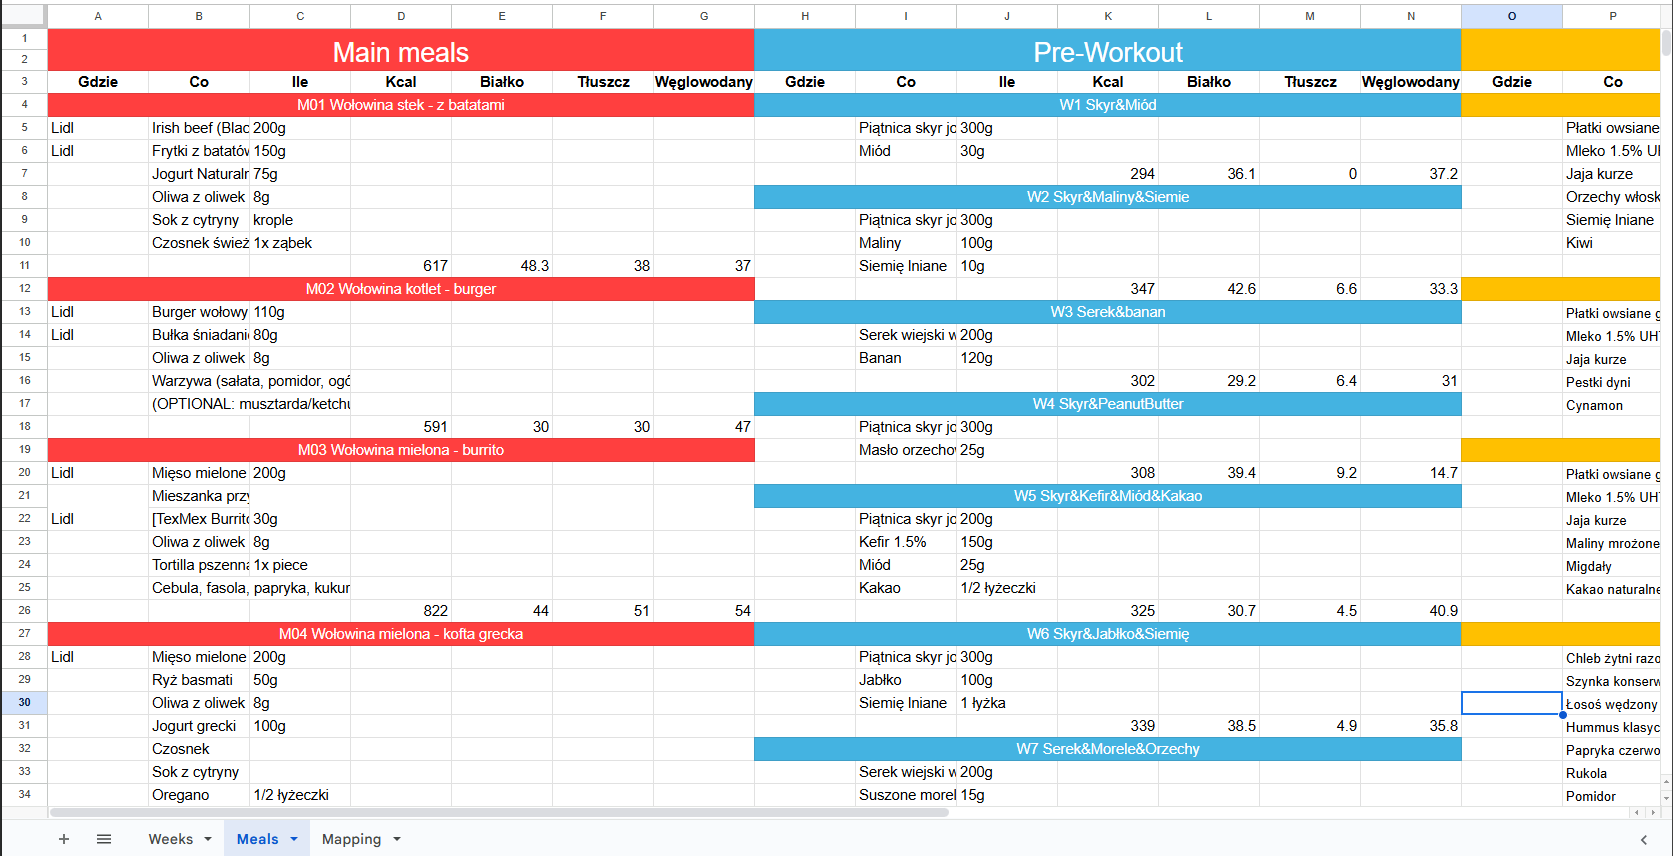 A B C D E F G H I J K L M N O P
1 Main meals Pre-Workout
2
3 Gdzie Co Ile Kcal Białko Tłuszcz Węglowodany Gdzie Co Ile Kcal Białko Tłuszcz Węglowodany Gdzie Co
4 M01 Wołowina stek - z batatami W1 Skyr&Miód
5 Lidl Irish beef (Blac 200g Piątnica skyr jo 300g Płatki owsiane
6 Lidl Frytki z batatów 150g Miód 30g Mleko 1.5% U
7 Jogurt Naturaln 75g 294 36.1 0 37.2 Jaja kurze
8 Oliwa z oliwek 8g W2 Skyr&Maliny&Siemie Orzechy włosk
9 Sok z cytryny krople Piątnica skyr jo 300g Siemię lniane
10 Czosnek śwież 1x ząbek Maliny 100g Kiwi
11 617 48.3 38 37 Siemię lniane 10g
12 M02 Wołowina kotlet - burger 347 42.6 6.6 33.3
13 Lidl Burger wołowy 110g W3 Serek&banan Płatki owsiane g
14 Lidl Bułka śniadani 80g Serek wiejski w 200g Mleko 1.5% UH
15 Oliwa z oliwek 8g Banan 120g Jaja kurze
16 Warzywa (sałata, pomidor, ogó 302 29.2 6.4 31 Pestki dyni
17 (OPTIONAL: musztarda/ketchu W4 Skyr&PeanutButter Cynamon
18 591 30 30 47 Piątnica skyr jo 300g
19 M03 Wołowina mielona - burrito Masło orzecho 25g
20 Lidl Mięso mielone 200g 308 39.4 9.2 14.7 Płatki owsiane g
21 Mieszanka przy W5 Skyr&Kefir&Miód&Kakao Mleko 1.5% UH
22 Lidl [TexMex Burrito 30g Piątnica skyr jo 200g Jaja kurze
23 Oliwa z oliwek 8g Kefir 1.5% 150g Maliny mrożone
24 Tortilla pszenna 1x piece Miód 25g Migdały
25 Cebula, fasola, papryka, kukur Kakao 1/2 łyżeczki Kakao naturalne
26 822 44 51 54 325 30.7 4.5 40.9
27 M04 Wołowina mielona - kofta grecka W6 Skyr&Jabłko&Siemię
28 Lidl Mięso mielone 200g Piątnica skyr jo 300g Chleb żytni razo
29 Ryż basmati 50g Jabłko 100g Szynka konserw
30 Oliwa z oliwek 8g Siemię lniane 1 łyżka Łosoś wędzony
31 Jogurt grecki 100g 339 38.5 4.9 35.8 Hummus klasyc
32 Czosnek W7 Serek&Morele&Orzechy Papryka czerwo
33 Sok z cytryny Serek wiejski w 200g Rukola
34 Oregano 1/2 łyżeczki Suszone morel 15g Pomidor
Weeks Meals Mapping